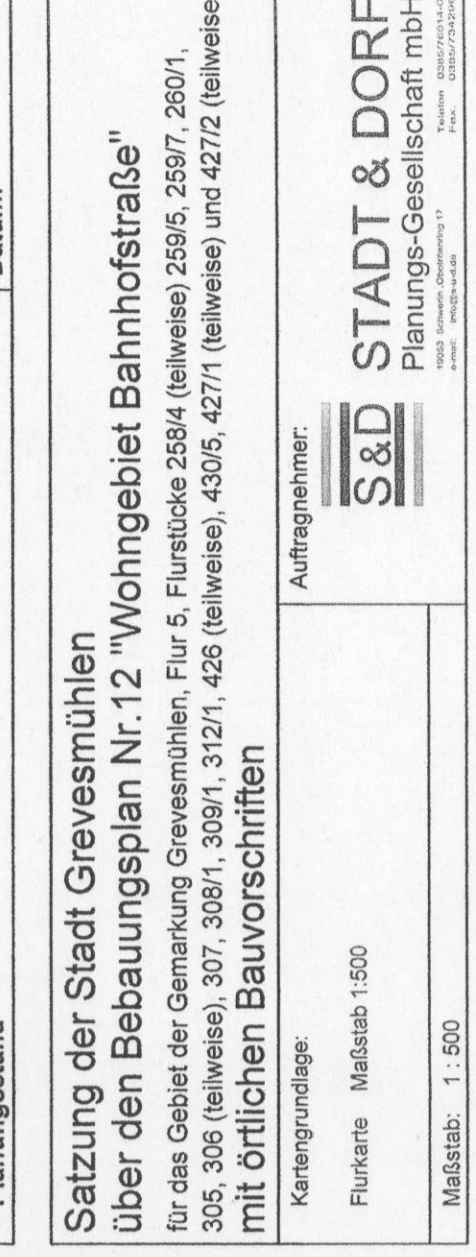 Satzung der Stadt Grevesmühlen
über den Bebauungsplan Nr.12 "Wohngebiet Bahnhofstraße"
für das Gebiet der Gemarkung Grevesmühlen, Flur 5, Flurstücke 258/4 (teilweise) 259/5, 259/7, 260/1,
305, 306 (teilweise), 307, 308/1, 309/1, 312/1, 426 (teilweise), 430/5, 427/1 (teilweise) und 427/2 (teilweise
mit örtlichen Bauvorschriften
Kartengrundlage:
Flurkarte Maßstab 1:500
Maßstab: 1 : 500
Auftragnehmer:
S&D STADT & DORF
Planungs-Gesellschaft mbH
19053 Schwerin, Obotritenring 17
Telefon 0385/76014-0
e-mail: info@s-u-d.de
Fax.